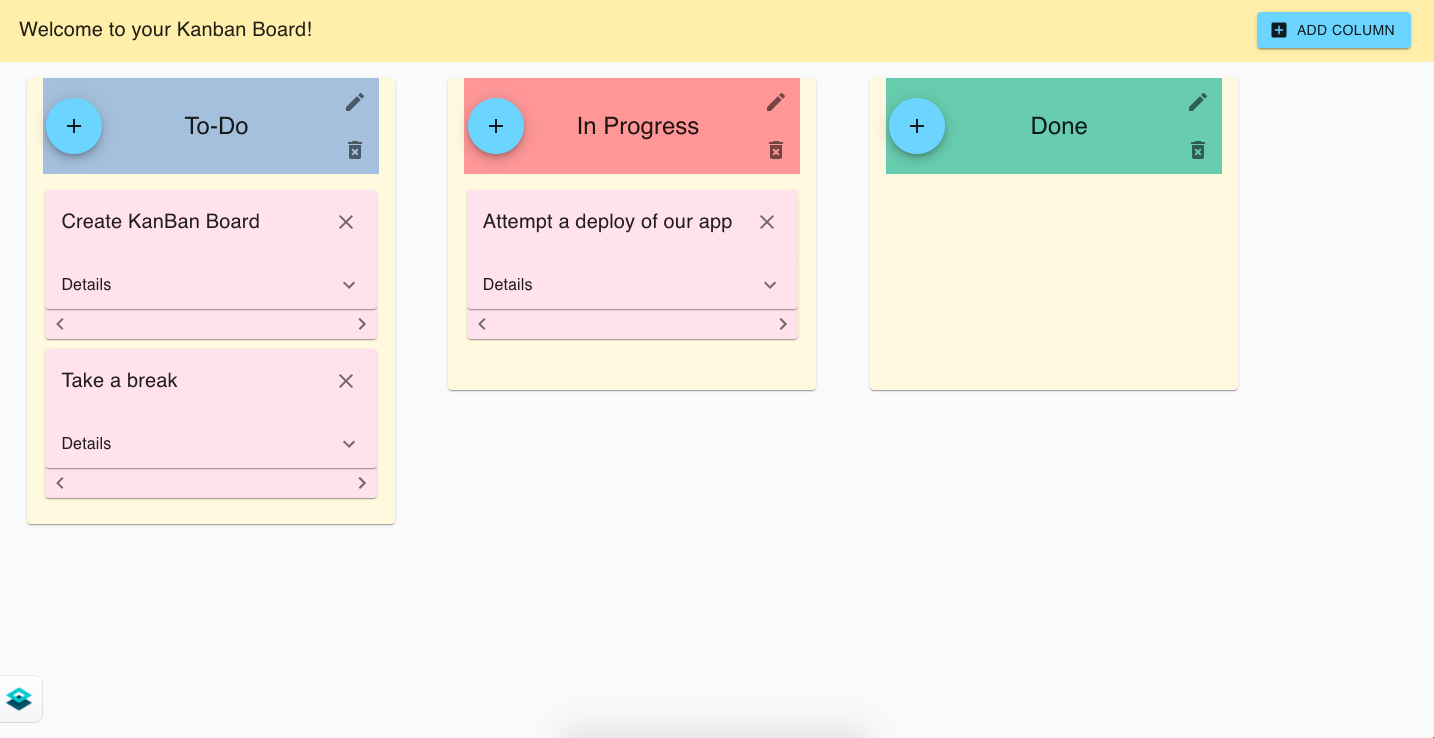 Welcome to your Kanban Board!
ADD COLUMN
To-Do
Create KanBan Board
Details
Take a break
Details
In Progress
Attempt a deploy of our app
Details
Done